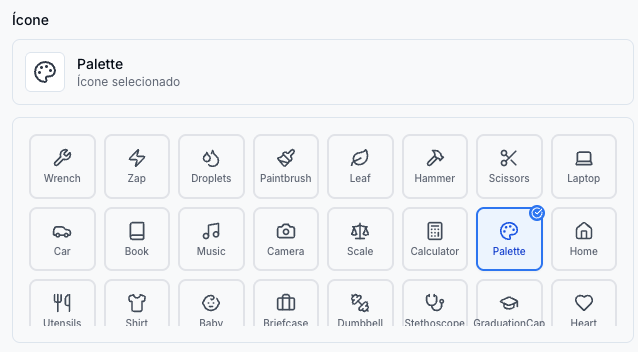 Ícone
Palette
Ícone selecionado
Wrench Zap Droplets Paintbrush Leaf Hammer Scissors Laptop
Car Book Music Camera Scale Calculator Palette Home
Utensils Shirt Baby Briefcase Dumbbell Stethoscope GraduationCap Heart